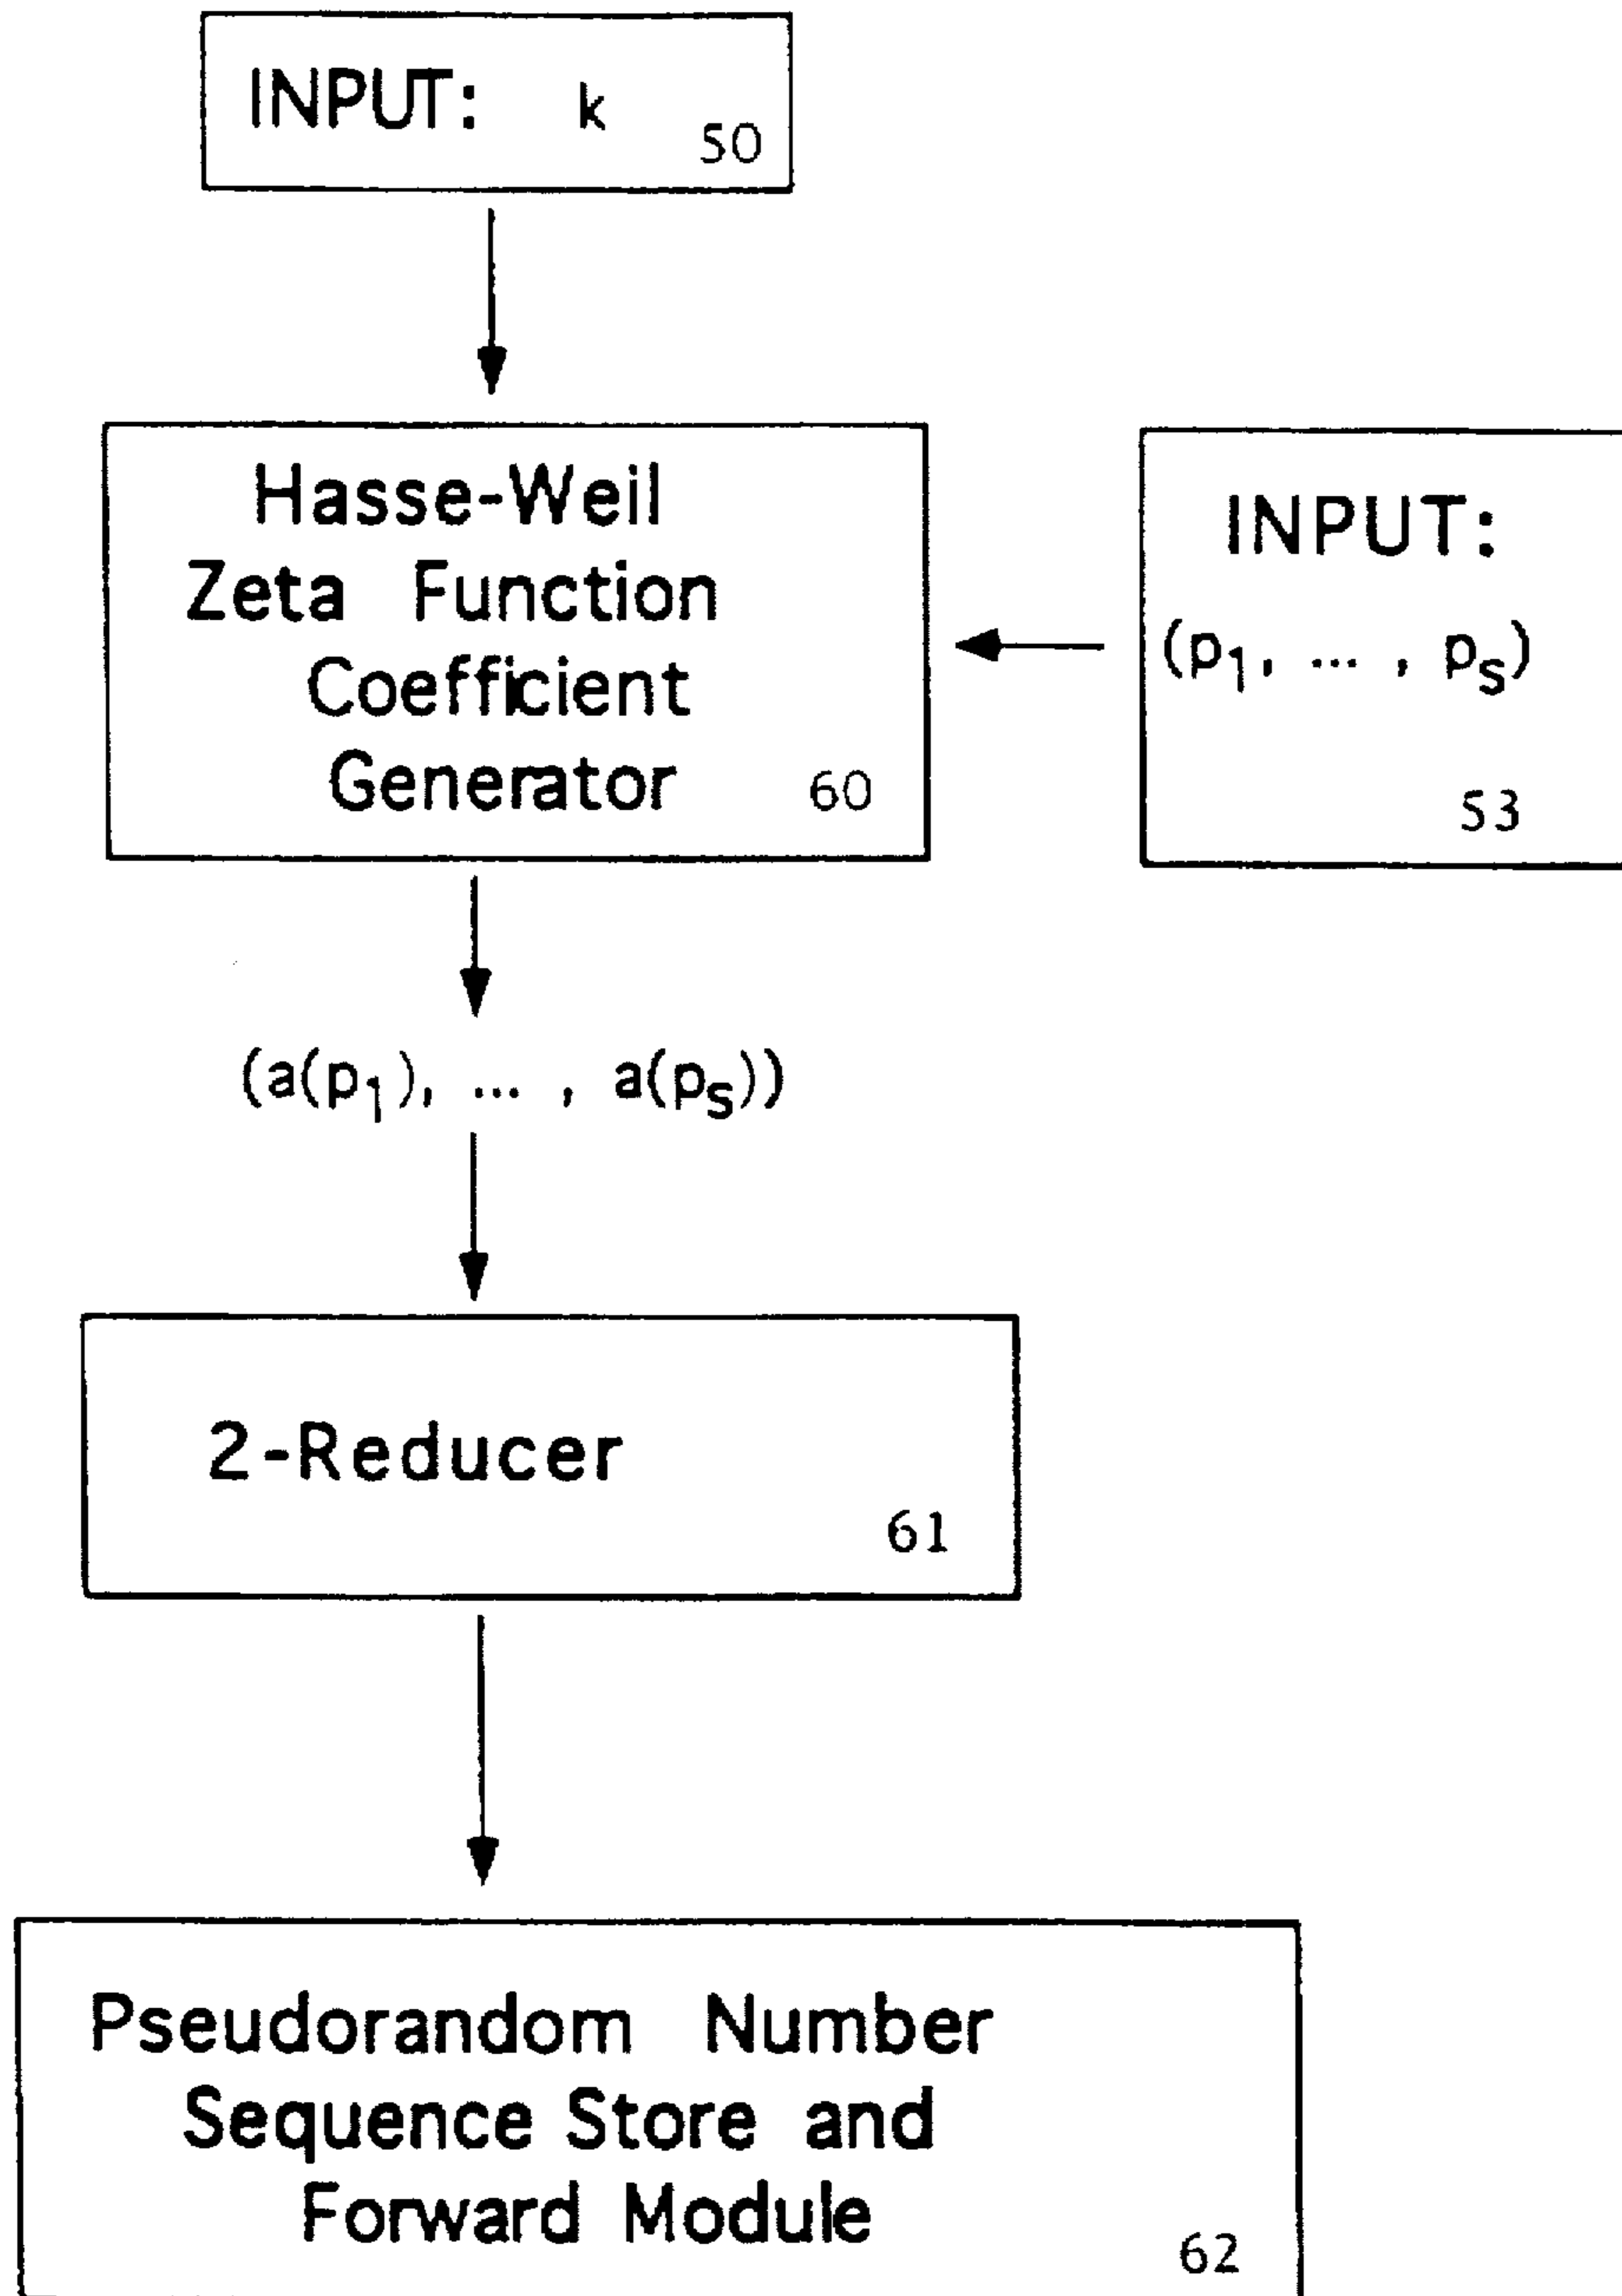 INPUT: k
50
Hasse-Weil
Zeta Function
Coefficient
Generator 60
INPUT:
(p₁, ... , pₛ)
53
(a(p₁), ... , a(pₛ))
2-Reducer
61
Pseudorandom Number
Sequence Store and
Forward Module
62